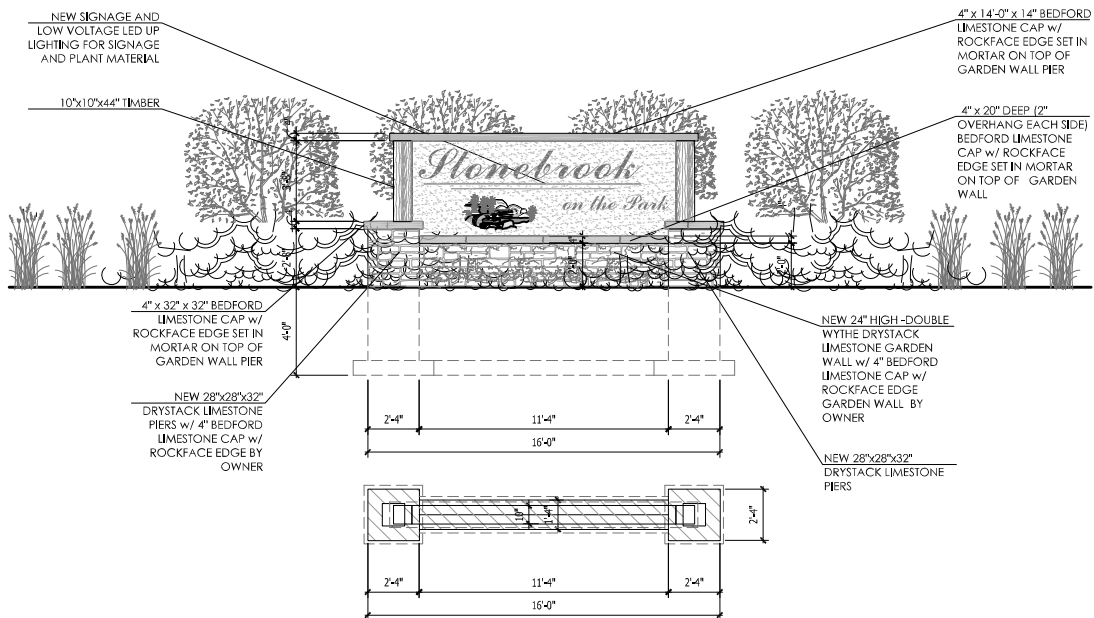 NEW SIGNAGE AND
LOW VOLTAGE LED UP
LIGHTING FOR SIGNAGE
AND PLANT MATERIAL
10"x10"x44" TIMBER
4" x 14'-0" x 14" BEDFORD
LIMESTONE CAP w/
ROCKFACE EDGE SET IN
MORTAR ON TOP OF
GARDEN WALL PIER
4" x 20" DEEP (2"
OVERHANG EACH SIDE)
BEDFORD LIMESTONE
CAP w/ ROCKFACE
EDGE SET IN MORTAR
ON TOP OF GARDEN
WALL
Stonebrook
on the Park
4" x 32" x 32" BEDFORD
LIMESTONE CAP w/
ROCKFACE EDGE SET IN
MORTAR ON TOP OF
GARDEN WALL PIER
4'-0"
NEW 28"x28"x32"
DRYSTACK LIMESTONE
PIERS w/ 4" BEDFORD
LIMESTONE CAP w/
ROCKFACE EDGE BY
OWNER
NEW 24" HIGH -DOUBLE
WYTHE DRYSTACK
LIMESTONE GARDEN
WALL w/ 4" BEDFORD
LIMESTONE CAP w/
ROCKFACE EDGE
GARDEN WALL BY
OWNER
NEW 28"x28"x32"
DRYSTACK LIMESTONE
PIERS
2'-4" 11'-4" 2'-4"
16'-0"
10" 1'-4" 2'-4"
2'-4" 11'-4" 2'-4"
16'-0"